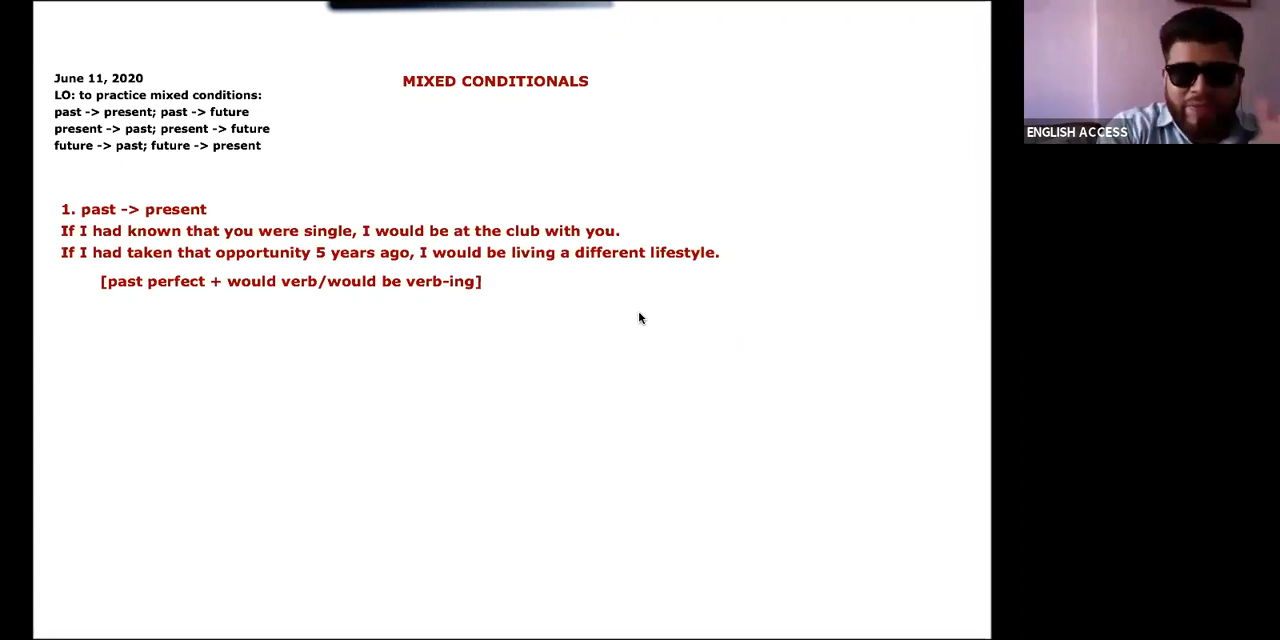 June 11, 2020
LO: to practice mixed conditions:
past -> present; past -> future
present -> past; present -> future
future -> past; future -> present
MIXED CONDITIONALS
1. past -> present
If I had known that you were single, I would be at the club with you.
If I had taken that opportunity 5 years ago, I would be living a different lifestyle.
[past perfect + would verb/would be verb-ing]
ENGLISH ACCESS